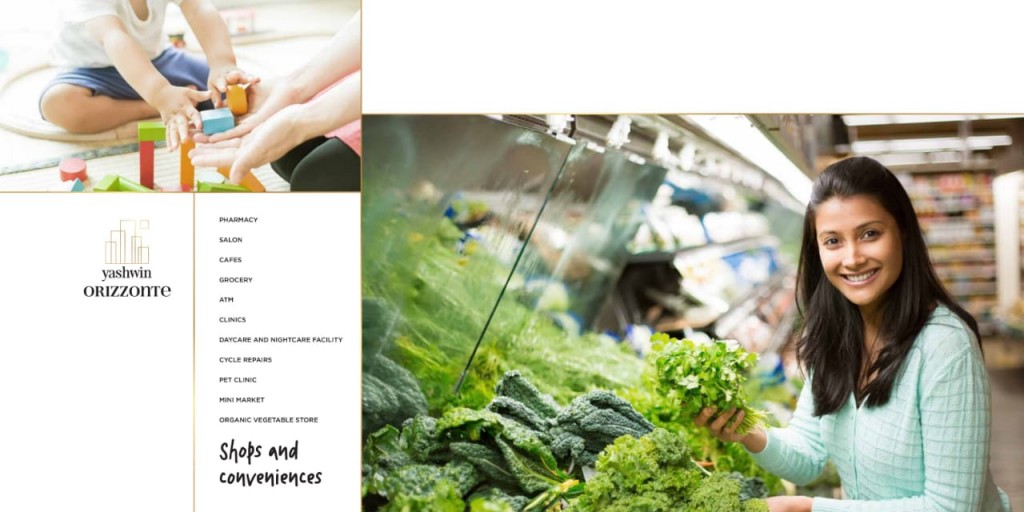 yashwin
ORIZZONTE
PHARMACY
SALON
CAFES
GROCERY
ATM
CLINICS
DAYCARE AND NIGHTCARE FACILITY
CYCLE REPAIRS
PET CLINIC
MINI MARKET
ORGANIC VEGETABLE STORE
Shops and
conveniences